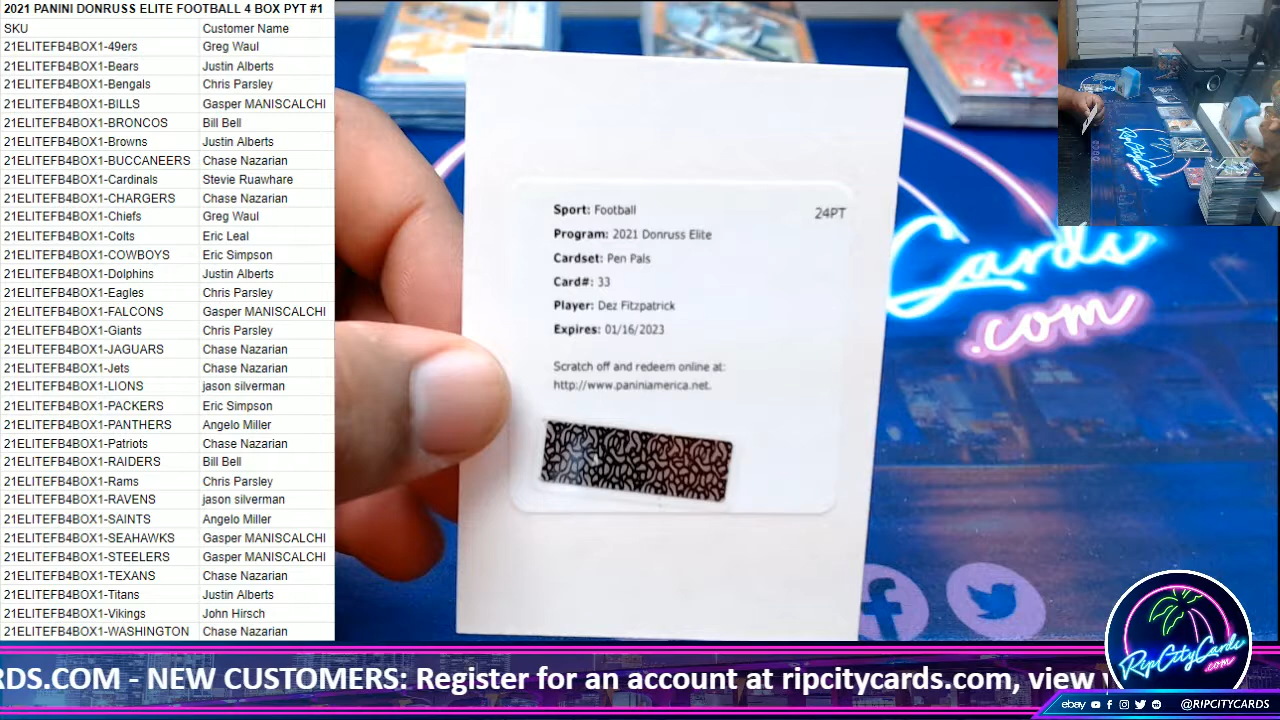 2021 PANINI DONRUSS ELITE FOOTBALL 4 BOX PYT #1
SKU Customer Name
21ELITEFB4BOX1-49ers Greg Waul
21ELITEFB4BOX1-Bears Justin Alberts
21ELITEFB4BOX1-Bengals Chris Parsley
21ELITEFB4BOX1-BILLS Gasper MANISCALCHI
21ELITEFB4BOX1-BRONCOS Bill Bell
21ELITEFB4BOX1-Browns Justin Alberts
21ELITEFB4BOX1-BUCCANEERS Chase Nazarian
21ELITEFB4BOX1-Cardinals Stevie Ruawhare
21ELITEFB4BOX1-CHARGERS Chase Nazarian
21ELITEFB4BOX1-Chiefs Greg Waul
21ELITEFB4BOX1-Colts Eric Leal
21ELITEFB4BOX1-COWBOYS Eric Simpson
21ELITEFB4BOX1-Dolphins Justin Alberts
21ELITEFB4BOX1-Eagles Chris Parsley
21ELITEFB4BOX1-FALCONS Gasper MANISCALCHI
21ELITEFB4BOX1-Giants Chris Parsley
21ELITEFB4BOX1-JAGUARS Chase Nazarian
21ELITEFB4BOX1-Jets Chase Nazarian
21ELITEFB4BOX1-LIONS jason silverman
21ELITEFB4BOX1-PACKERS Eric Simpson
21ELITEFB4BOX1-PANTHERS Angelo Miller
21ELITEFB4BOX1-Patriots Chase Nazarian
21ELITEFB4BOX1-RAIDERS Bill Bell
21ELITEFB4BOX1-Rams Chris Parsley
21ELITEFB4BOX1-RAVENS jason silverman
21ELITEFB4BOX1-SAINTS Angelo Miller
21ELITEFB4BOX1-SEAHAWKS Gasper MANISCALCHI
21ELITEFB4BOX1-STEELERS Gasper MANISCALCHI
21ELITEFB4BOX1-TEXANS Chase Nazarian
21ELITEFB4BOX1-Titans Justin Alberts
21ELITEFB4BOX1-Vikings John Hirsch
21ELITEFB4BOX1-WASHINGTON Chase Nazarian
Sport: Football 24PT
Program: 2021 Donruss Elite
Cardset: Pen Pals
Card#: 33
Player: Dez Fitzpatrick
Expires: 01/16/2023
Scratch off and redeem online at:
http://www.paniniamerica.net.
Cards
.com
RipCityCards
.com
RDS.COM - NEW CUSTOMERS: Register for an account at ripcitycards.com, view
ebay @RIPCITYCARDS